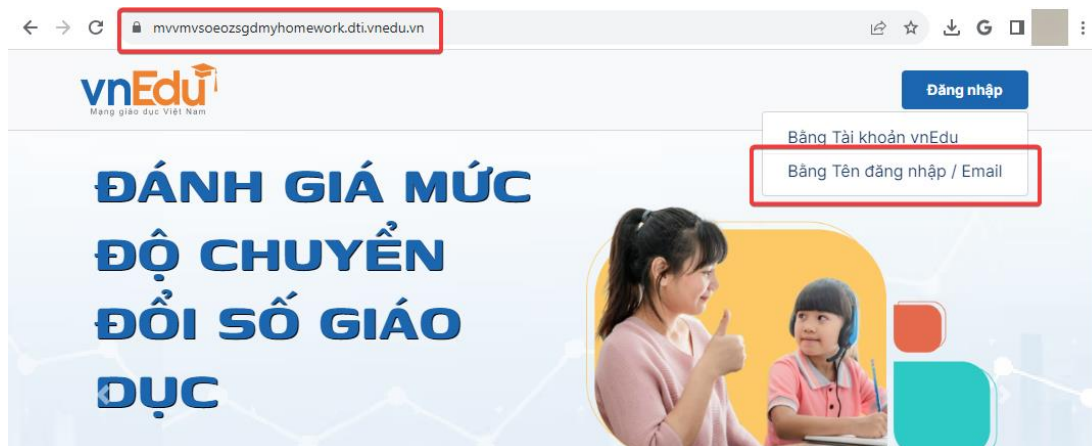 mvvmvsoeozsgdmyhomework.dti.vnedu.vn
G
vnEdu
Mạng giáo dục Việt Nam
Đăng nhập
Bằng Tài khoản vnEdu
Bằng Tên đăng nhập / Email
ĐÁNH GIÁ MỨC
ĐỘ CHUYỂN
ĐỔI SỐ GIÁO
DỤC